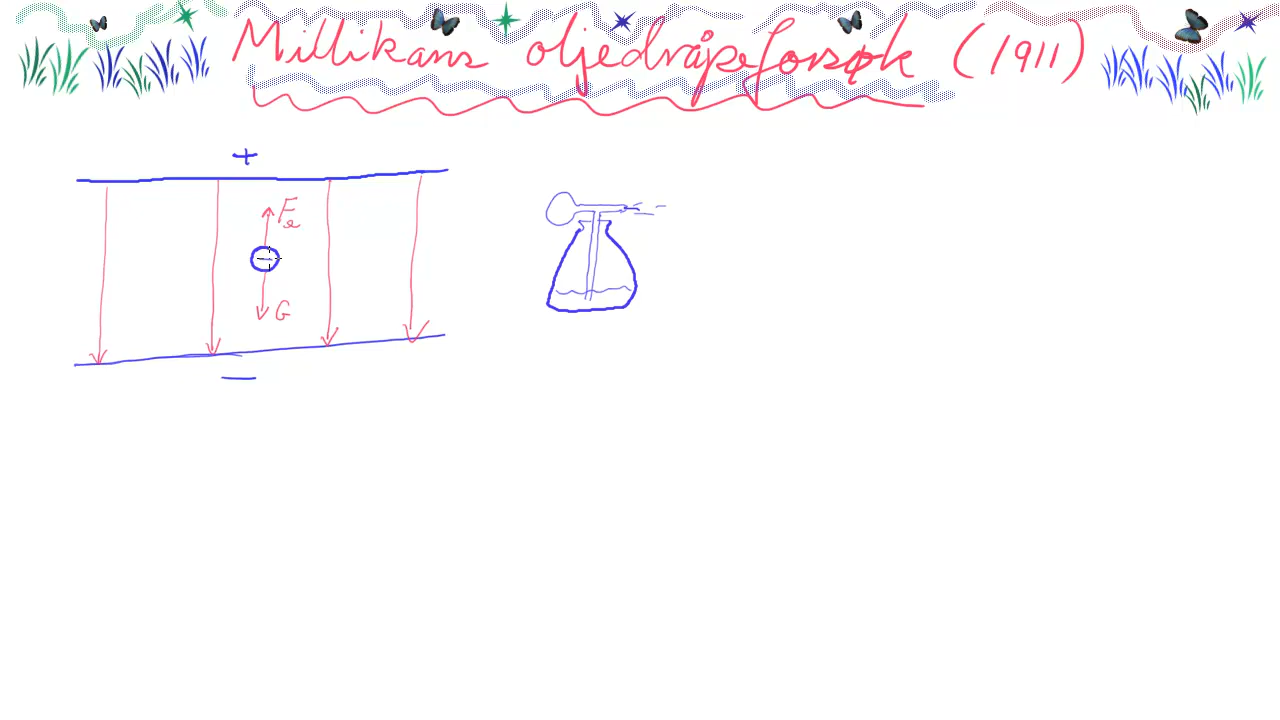 Millikans oljedråpeforsøk (1911)
+
Fe
−
G
−